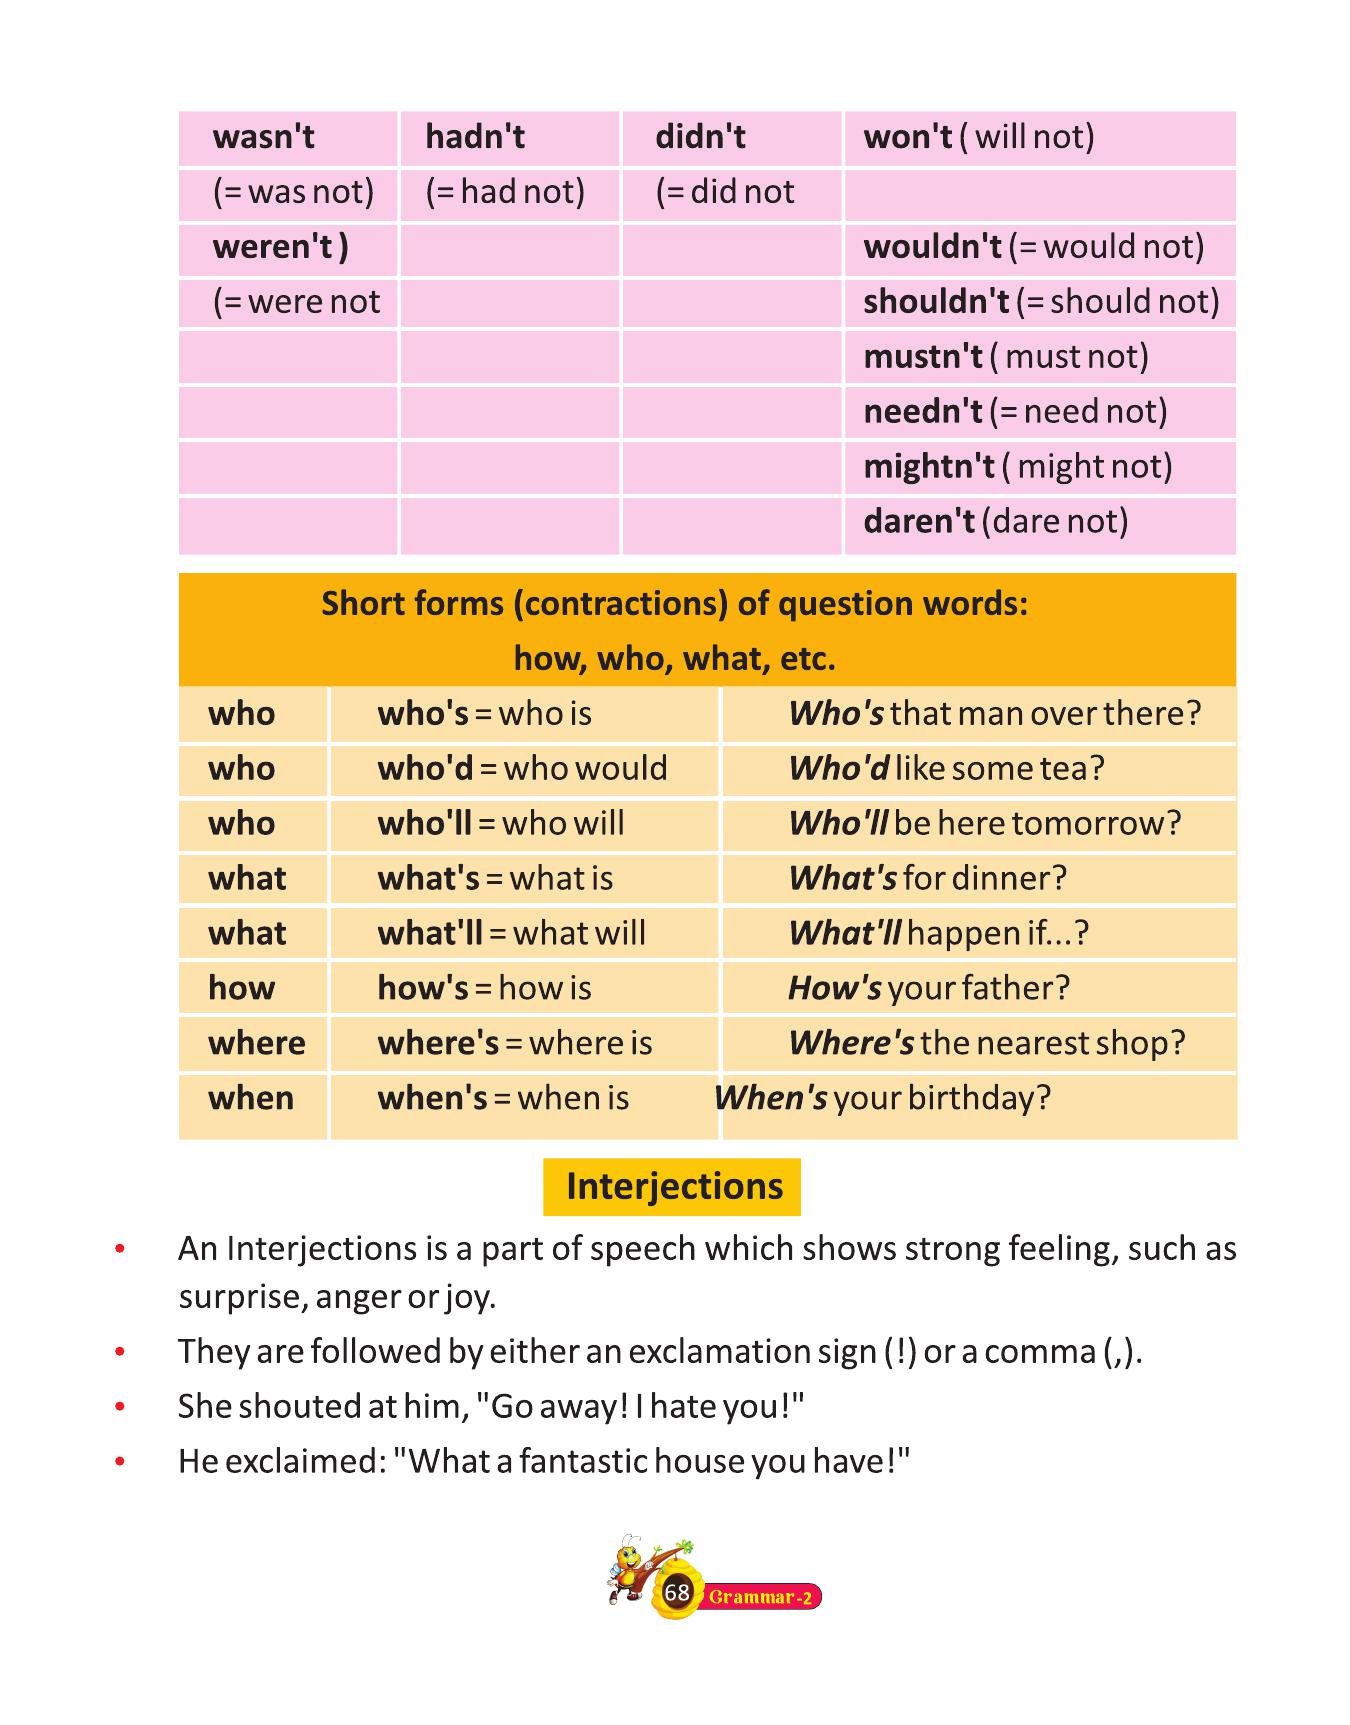 wasn't hadn't didn't won't ( will not)
(= was not) (= had not) (= did not
weren't ) wouldn't (= would not)
(= were not shouldn't (= should not)
mustn't ( must not)
needn't (= need not)
mightn't ( might not)
daren't (dare not)
Short forms (contractions) of question words:
how, who, what, etc.
who who's = who is Who's that man over there?
who who'd = who would Who'd like some tea?
who who'll = who will Who'll be here tomorrow?
what what's = what is What's for dinner?
what what'll = what will What'll happen if...?
how how's = how is How's your father?
where where's = where is Where's the nearest shop?
when when's = when is When's your birthday?
Interjections
• An Interjections is a part of speech which shows strong feeling, such as
surprise, anger or joy.
• They are followed by either an exclamation sign (!) or a comma (,).
• She shouted at him, "Go away! I hate you!"
• He exclaimed: "What a fantastic house you have!"
68 Grammar-2